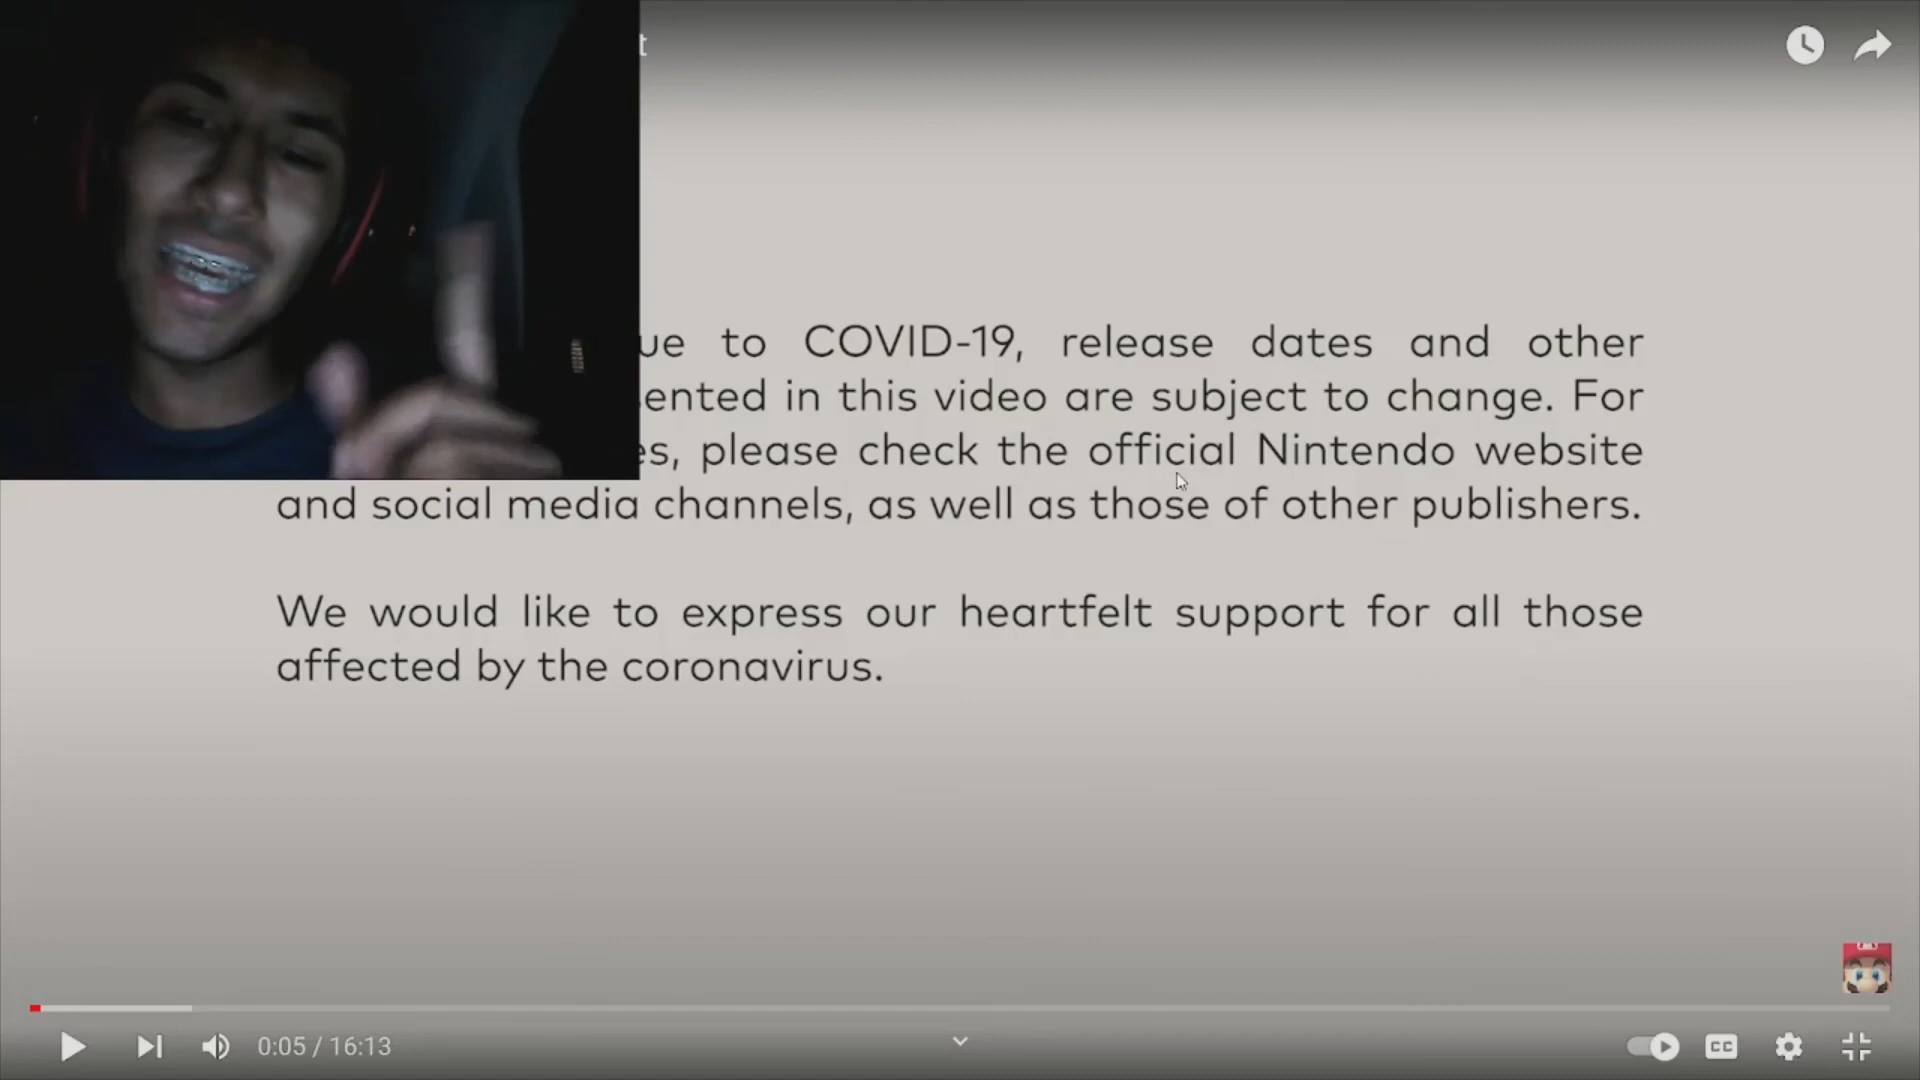 t
ue to COVID-19, release dates and other
ented in this video are subject to change. For
es, please check the official Nintendo website
and social media channels, as well as those of other publishers.
We would like to express our heartfelt support for all those
affected by the coronavirus.
0:05 / 16:13
CC